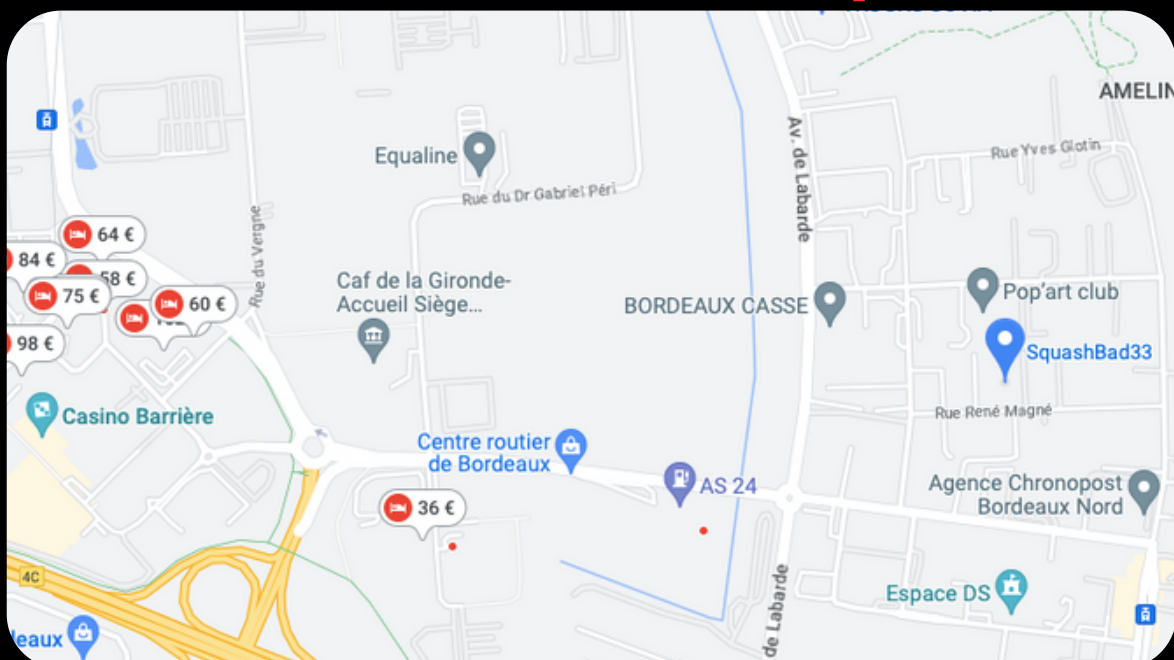 AMELIN
Rue Yves Glotin
Av. de Labarde
Equaline
Rue du Dr Gabriel Péri
Rue du Vergne
64 €
84 €
58 €
75 €
60 €
98 €
Caf de la Gironde-
Accueil Siège...
BORDEAUX CASSE
Pop'art club
SquashBad33
Casino Barrière
Rue René Magné
Centre routier
de Bordeaux
AS 24
Agence Chronopost
Bordeaux Nord
36 €
4C
Espace DS
de Labarde
eaux